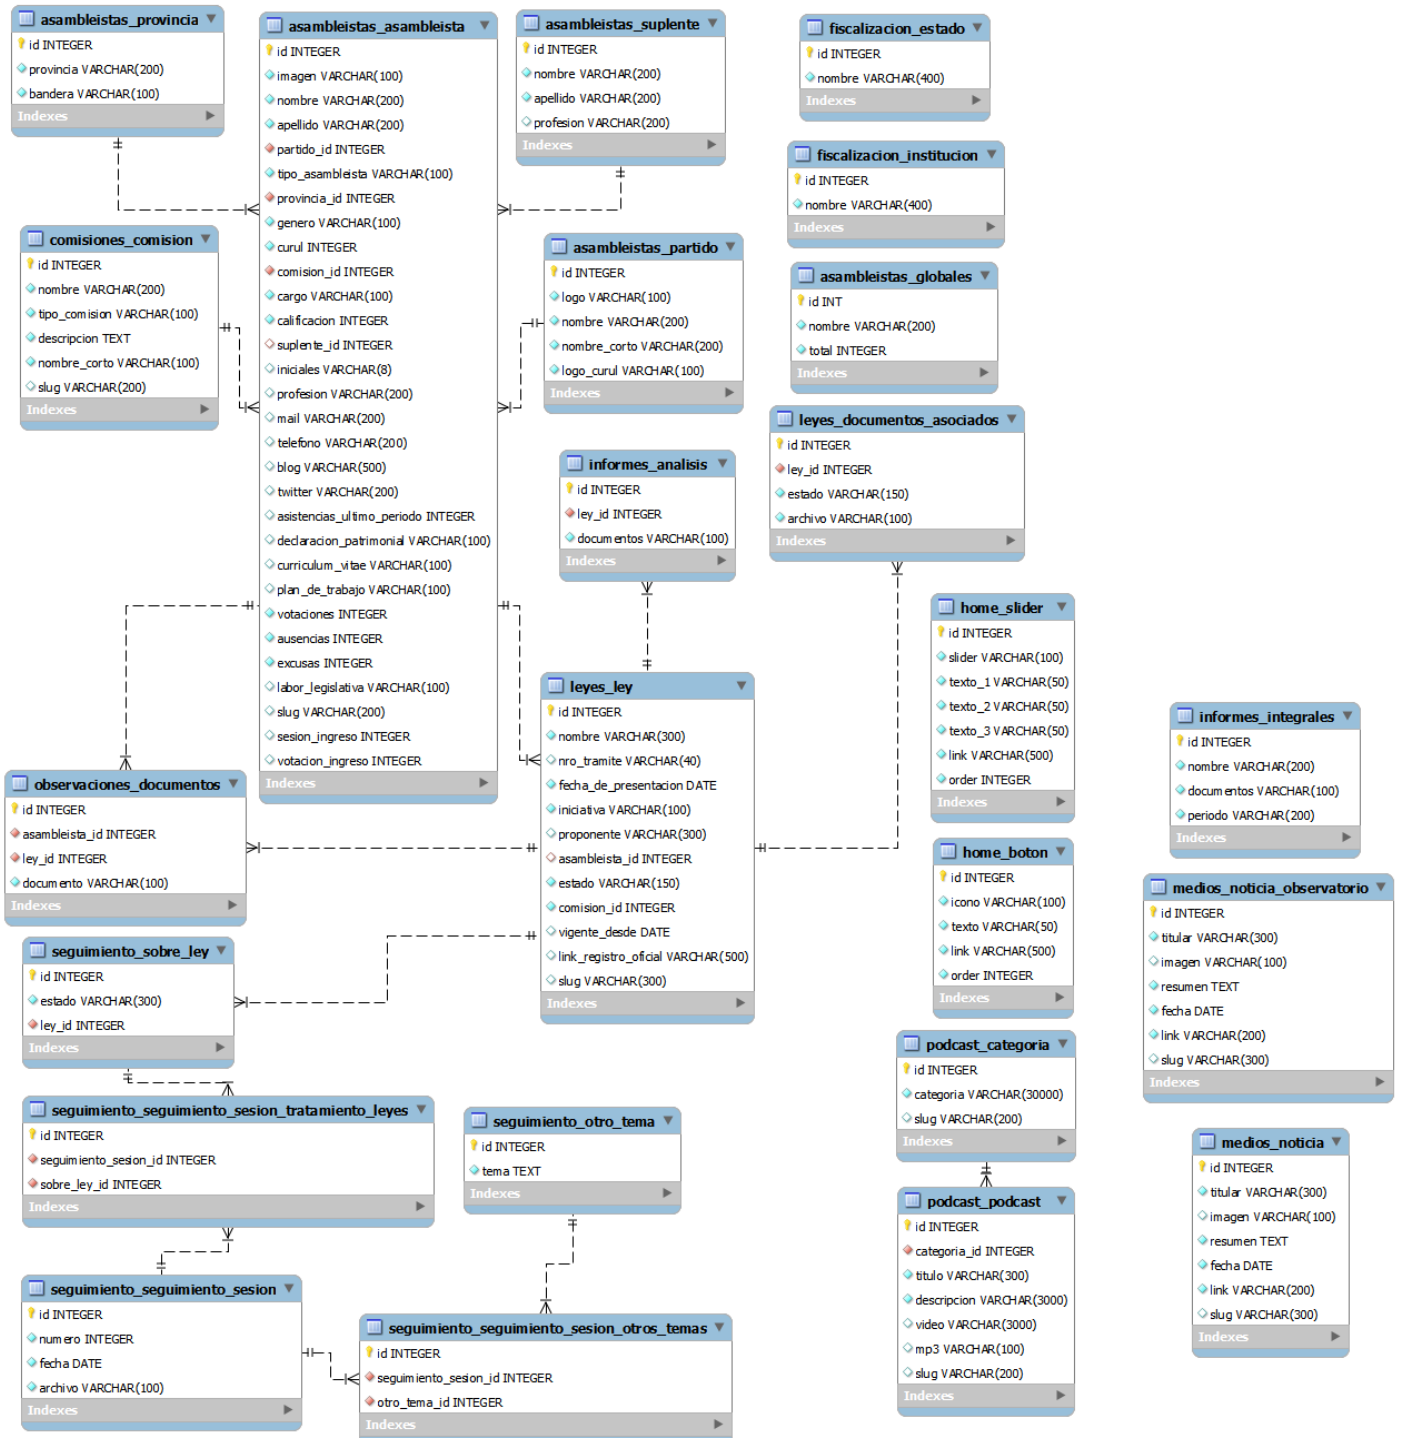 asambleistas_provincia
id INTEGER
provincia VARCHAR(200)
bandera VARCHAR(100)
Indexes
asambleistas_asambleista
id INTEGER
imagen VARCHAR(100)
nombre VARCHAR(200)
apellido VARCHAR(200)
partido_id INTEGER
tipo_asambleista VARCHAR(100)
provincia_id INTEGER
genero VARCHAR(100)
curul INTEGER
comision_id INTEGER
cargo VARCHAR(100)
calificacion INTEGER
suplente_id INTEGER
iniciales VARCHAR(8)
profesion VARCHAR(200)
mail VARCHAR(200)
telefono VARCHAR(200)
blog VARCHAR(500)
twitter VARCHAR(200)
asistencias_ultimo_periodo INTEGER
declaracion_patrimonial VARCHAR(100)
curriculum_vitae VARCHAR(100)
plan_de_trabajo VARCHAR(100)
votaciones INTEGER
ausencias INTEGER
excusas INTEGER
labor_legislativa VARCHAR(100)
slug VARCHAR(200)
sesion_ingreso INTEGER
votacion_ingreso INTEGER
Indexes
asambleistas_suplente
id INTEGER
nombre VARCHAR(200)
apellido VARCHAR(200)
profesion VARCHAR(200)
Indexes
fiscalizacion_estado
id INTEGER
nombre VARCHAR(400)
Indexes
fiscalizacion_institucion
id INTEGER
nombre VARCHAR(400)
Indexes
comisiones_comision
id INTEGER
nombre VARCHAR(200)
tipo_comision VARCHAR(100)
descripcion TEXT
nombre_corto VARCHAR(100)
slug VARCHAR(200)
Indexes
asambleistas_partido
id INTEGER
logo VARCHAR(100)
nombre VARCHAR(200)
nombre_corto VARCHAR(200)
logo_curul VARCHAR(100)
Indexes
asambleistas_globales
id INT
nombre VARCHAR(200)
total INTEGER
Indexes
leyes_documentos_asociados
id INTEGER
ley_id INTEGER
estado VARCHAR(150)
archivo VARCHAR(100)
Indexes
informes_analisis
id INTEGER
ley_id INTEGER
documentos VARCHAR(100)
Indexes
home_slider
id INTEGER
slider VARCHAR(100)
texto_1 VARCHAR(50)
texto_2 VARCHAR(50)
texto_3 VARCHAR(50)
link VARCHAR(500)
order INTEGER
Indexes
leyes_ley
id INTEGER
nombre VARCHAR(300)
nro_tramite VARCHAR(40)
fecha_de_presentacion DATE
iniciativa VARCHAR(100)
proponente VARCHAR(300)
asambleista_id INTEGER
estado VARCHAR(150)
comision_id INTEGER
vigente_desde DATE
link_registro_oficial VARCHAR(500)
slug VARCHAR(300)
Indexes
informes_integrales
id INTEGER
nombre VARCHAR(200)
documentos VARCHAR(100)
periodo VARCHAR(200)
Indexes
observaciones_documentos
id INTEGER
asambleista_id INTEGER
ley_id INTEGER
documento VARCHAR(100)
Indexes
home_boton
id INTEGER
icono VARCHAR(100)
texto VARCHAR(50)
link VARCHAR(500)
order INTEGER
Indexes
medios_noticia_observatorio
id INTEGER
titular VARCHAR(300)
imagen VARCHAR(100)
resumen TEXT
fecha DATE
link VARCHAR(200)
slug VARCHAR(300)
Indexes
seguimiento_sobre_ley
id INTEGER
estado VARCHAR(300)
ley_id INTEGER
Indexes
podcast_categoria
id INTEGER
categoria VARCHAR(30000)
slug VARCHAR(200)
Indexes
seguimiento_seguimiento_sesion_tratamiento_leyes
id INTEGER
seguimiento_sesion_id INTEGER
sobre_ley_id INTEGER
Indexes
seguimiento_otro_tema
id INTEGER
tema TEXT
Indexes
medios_noticia
id INTEGER
titular VARCHAR(300)
imagen VARCHAR(100)
resumen TEXT
fecha DATE
link VARCHAR(200)
slug VARCHAR(300)
Indexes
podcast_podcast
id INTEGER
categoria_id INTEGER
titulo VARCHAR(300)
descripcion VARCHAR(3000)
video VARCHAR(3000)
mp3 VARCHAR(100)
slug VARCHAR(200)
Indexes
seguimiento_seguimiento_sesion
id INTEGER
numero INTEGER
fecha DATE
archivo VARCHAR(100)
Indexes
seguimiento_seguimiento_sesion_otros_temas
id INTEGER
seguimiento_sesion_id INTEGER
otro_tema_id INTEGER
Indexes